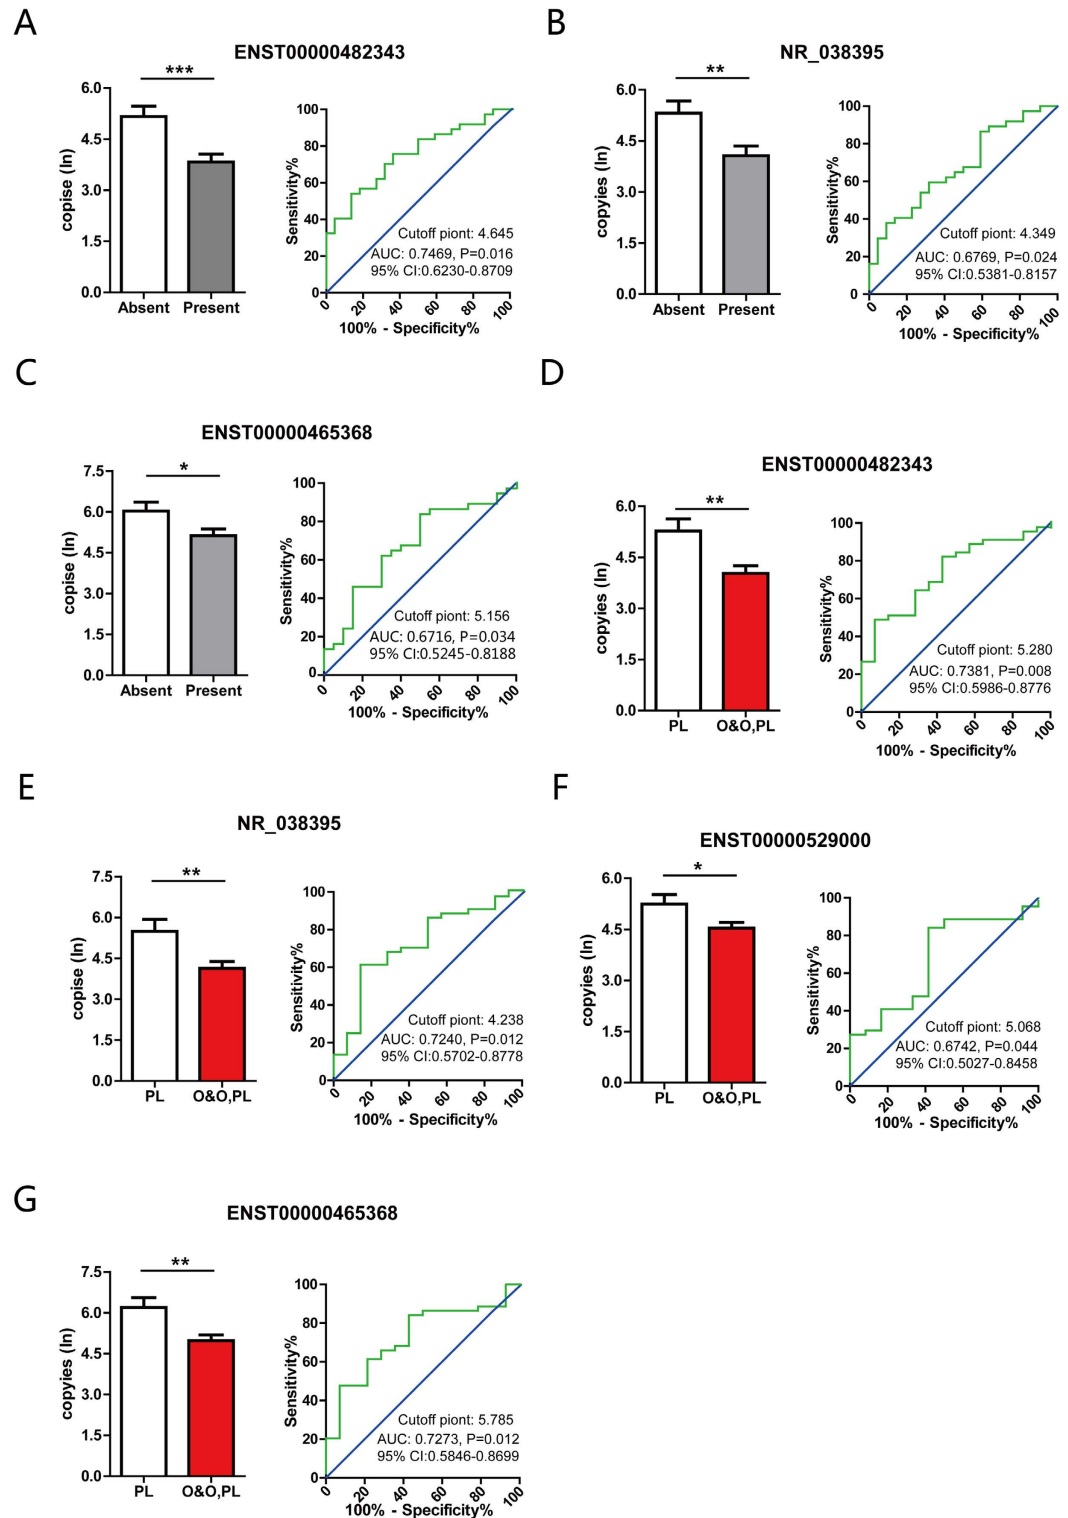 A
ENST00000482343
***
copise (ln)
6.0
4.5
3.0
1.5
0.0
Absent Present
Sensitivity%
100
80
60
40
20
0
Cutoff piont: 4.645
AUC: 0.7469, P=0.016
95% CI:0.6230-0.8709
0 20 40 60 80 100
100% - Specificity%
B
NR_038395
**
copyies (ln)
6.0
4.5
3.0
1.5
0.0
Absent Present
Sensitivity%
100
80
60
40
20
0
Cutoff piont: 4.349
AUC: 0.6769, P=0.024
95% CI:0.5381-0.8157
0 20 40 60 80 100
100% - Specificity%
C
ENST00000465368
*
copise (ln)
7.5
6.0
4.5
3.0
1.5
0.0
Absent Present
Sensitivity%
100
80
60
40
20
0
Cutoff piont: 5.156
AUC: 0.6716, P=0.034
95% CI:0.5245-0.8188
0 20 40 60 80 100
100% - Specificity%
D
ENST00000482343
**
copyies (ln)
6.0
4.5
3.0
1.5
0.0
PL O&O,PL
Sensitivity%
100
80
60
40
20
0
Cutoff piont: 5.280
AUC: 0.7381, P=0.008
95% CI:0.5986-0.8776
0 20 40 60 80 100
100% - Specificity%
E
NR_038395
**
copise (ln)
7.5
6.0
4.5
3.0
1.5
0.0
PL O&O,PL
Sensitivity%
100
80
60
40
20
0
Cutoff piont: 4.238
AUC: 0.7240, P=0.012
95% CI:0.5702-0.8778
0 20 40 60 80 100
100% - Specificity%
F
ENST00000529000
*
copyies (ln)
6.0
4.5
3.0
1.5
0.0
PL O&O,PL
Sensitivity%
100
80
60
40
20
0
Cutoff piont: 5.068
AUC: 0.6742, P=0.044
95% CI:0.5027-0.8458
0 20 40 60 80 100
100% - Specificity%
G
ENST00000465368
**
copyies (ln)
7.5
6.0
4.5
3.0
1.5
0.0
PL O&O,PL
Sensitivity%
100
80
60
40
20
0
Cutoff piont: 5.785
AUC: 0.7273, P=0.012
95% CI:0.5846-0.8699
0 20 40 60 80 100
100% - Specificity%